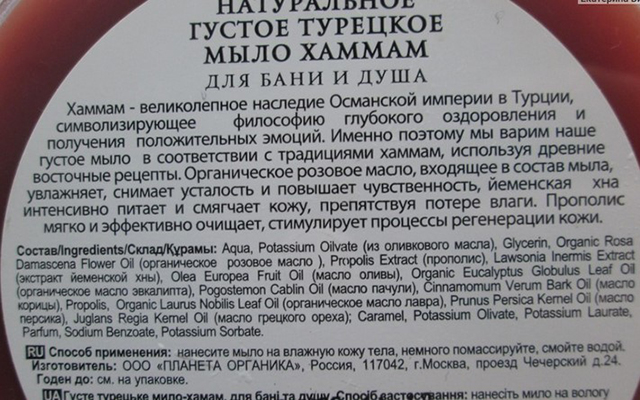 НАТУРАЛЬНОЕ
ГУСТОЕ ТУРЕЦКОЕ
МЫЛО ХАММАМ
ДЛЯ БАНИ И ДУША
Хаммам - великолепное наследие Османской империи в Турции,
символизирующее философию глубокого оздоровления и
получения положительных эмоций. Именно поэтому мы варим наше
густое мыло в соответствии с традициями хаммам, используя древние
восточные рецепты. Органическое розовое масло, входящее в состав мыла,
увлажняет, снимает усталость и повышает чувственность, йеменская хна
интенсивно питает и смягчает кожу, препятствуя потере влаги. Прополис
мягко и эффективно очищает, стимулирует процессы регенерации кожи.
Состав/Ingredients/Склад/Құрамы: Aqua, Potassium Oilvate (из оливкового масла), Glycerin, Organic Rosa
Damascena Flower Oil (органическое розовое масло ), Propolis Extract (прополис), Lawsonia Inermis Extract
(экстракт йеменской хны), Olea Europea Fruit Oil (масло оливы), Organic Eucalyptus Globulus Leaf Oil
(органическое масло эвкалипта), Pogostemon Cablin Oil (масло пачули), Cinnamomum Verum Bark Oil (масло
корицы), Propolis, Organic Laurus Nobilis Leaf Oil (органическое масло лавра), Prunus Persica Kernel Oil (масло
персика), Juglans Regia Kernel Oil (масло грецкого ореха); Caramel, Potassium Olivate, Potassium Laurate,
Parfum, Sodium Benzoate, Potassium Sorbate.
RU Способ применения: нанесите мыло на влажную кожу тела, немного помассируйте, смойте водой.
Изготовитель: ООО «ПЛАНЕТА ОРГАНИКА», Россия, 117042, г.Москва, проезд Чечерский д.24.
Годен до: см. на упаковке.
UA Густе турецьке мило-хамам, для бані та душу. Спосіб застосування: нанесіть мило на вологу